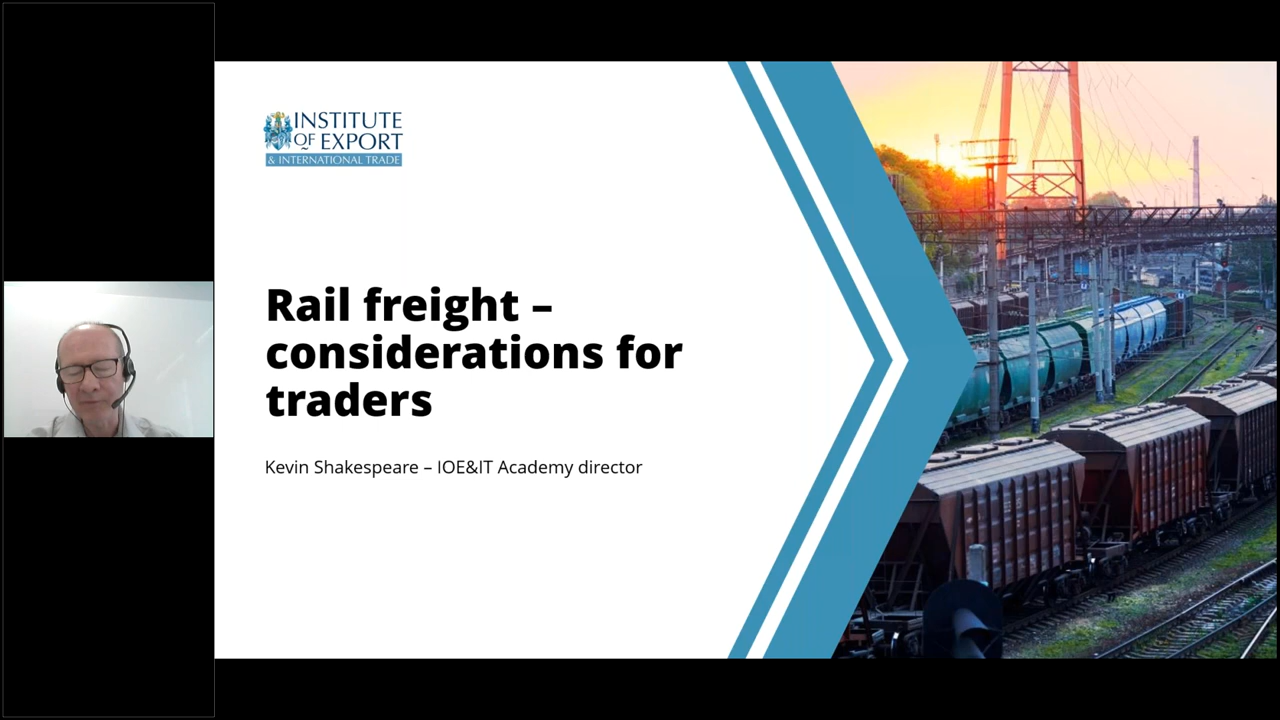 INSTITUTE
OF EXPORT
& INTERNATIONAL TRADE
Rail freight –
considerations for
traders
Kevin Shakespeare – IOE&IT Academy director